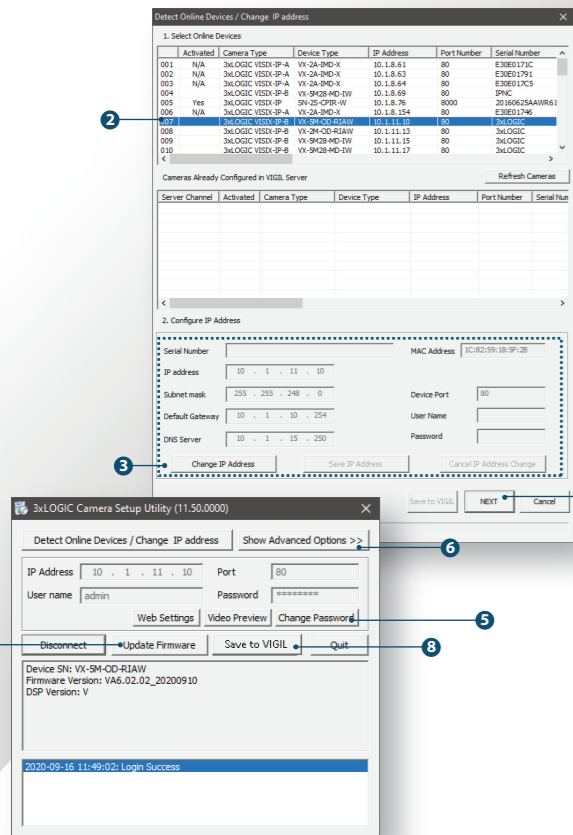 Detect Online Devices / Change IP address
1. Select Online Devices
Activated Camera Type Device Type IP Address Port Number Serial Number
001 N/A 3xLOGIC VISIX-IP-A VX-2A-IMD-X 10.1.8.61 80 E30E0171C
002 N/A 3xLOGIC VISIX-IP-A VX-2A-IMD-X 10.1.8.63 80 E30E01791
003 N/A 3xLOGIC VISIX-IP-A VX-2A-IMD-X 10.1.8.64 80 E30E017C5
004 3xLOGIC VISIX-IP-B VX-5M28-MD-IW 10.1.8.69 80 IPNC
005 Yes 3xLOGIC VISIX-IP SN-2S-CPIR-W 10.1.8.76 8000 20160625AAWR61
006 N/A 3xLOGIC VISIX-IP-A VX-2A-IMD-X 10.1.8.154 80 E30E01746
2
007 3xLOGIC VISIX-IP-B VX-5M-OD-RIAW 10.1.11.10 80 3xLOGIC
008 3xLOGIC VISIX-IP-B VX-2M-OD-RIAW 10.1.11.13 80 3xLOGIC
009 3xLOGIC VISIX-IP-B VX-5M28-MD-IW 10.1.11.15 80 3xLOGIC
010 3xLOGIC VISIX-IP-B VX-5M28-MD-IW 10.1.11.17 80 3xLOGIC
Cameras Already Configured in VIGIL Server Refresh Cameras
Server Channel Activated Camera Type Device Type IP Address Port Number Serial Num
2. Configure IP Address
Serial Number MAC Address 1C:82:59:18:5F:2B
IP address 10 . 1 . 11 . 10
Subnet mask 255 . 255 . 248 . 0 Device Port 80
Default Gateway 10 . 1 . 10 . 254 User Name
DNS Server 10 . 1 . 15 . 250 Password
3 Change IP Address Save IP Address Cancel IP Address Change
Save to VIGIL NEXT Cancel
3xLOGIC Camera Setup Utility (11.50.0000)
Detect Online Devices / Change IP address Show Advanced Options >>
6
IP Address 10 . 1 . 11 . 10 Port 80
User name admin Password ********
Web Settings Video Preview Change Password 5
Disconnect Update Firmware Save to VIGIL Quit 8
Device SN: VX-5M-OD-RIAW
Firmware Version: VA6.02.02_20200910
DSP Version: V
2020-09-16 11:49:02: Login Success